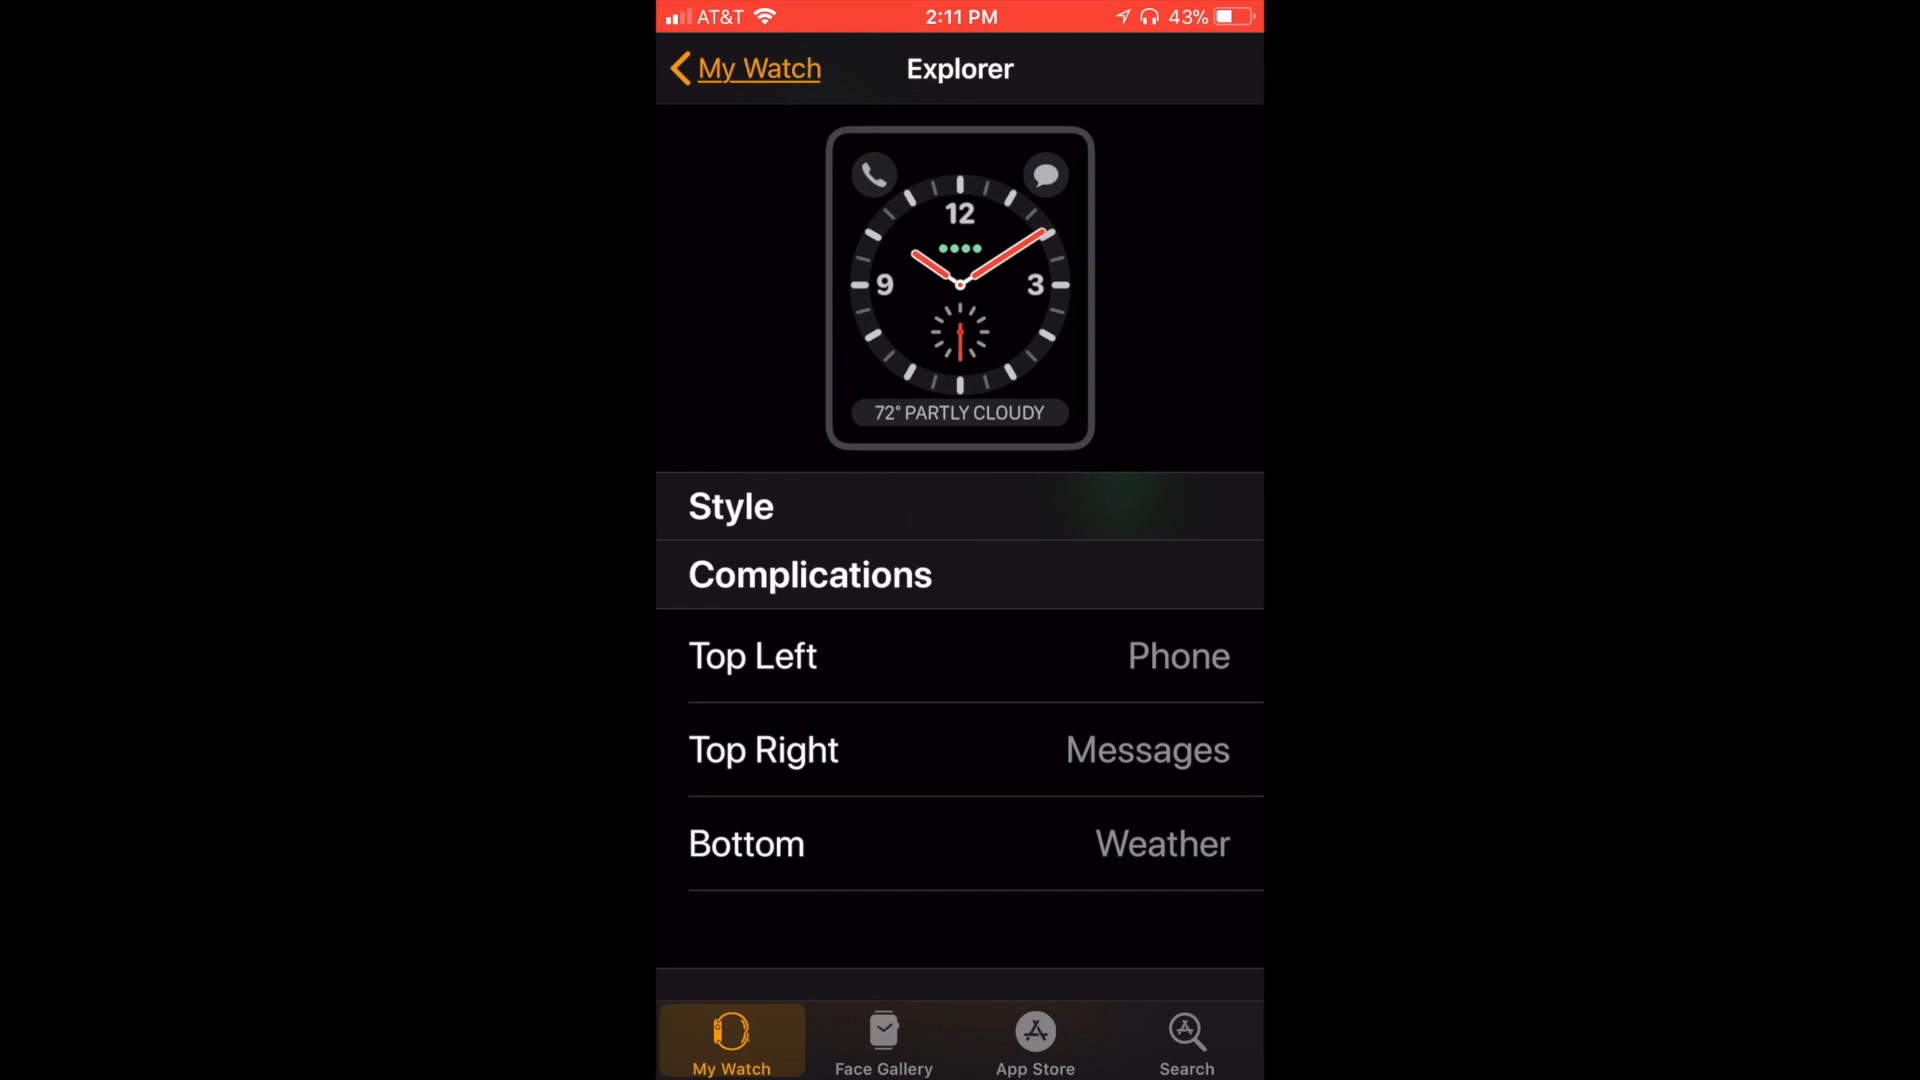 AT&T 2:11 PM 43%
My Watch Explorer
12
9 3
72° PARTLY CLOUDY
Style
Complications
Top Left Phone
Top Right Messages
Bottom Weather
My Watch Face Gallery App Store Search